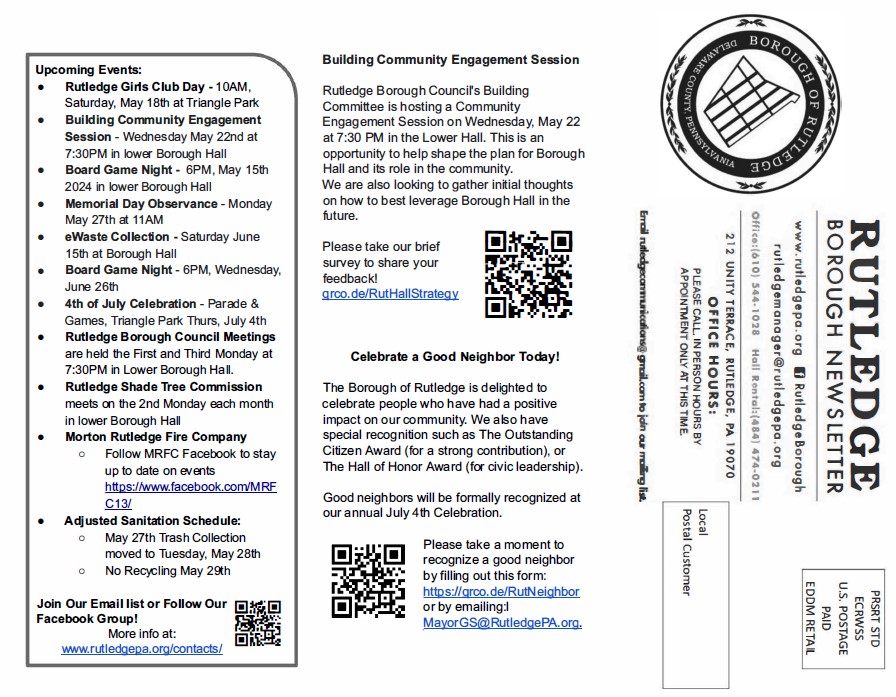 Upcoming Events:
● Rutledge Girls Club Day - 10AM,
Saturday, May 18th at Triangle Park
● Building Community Engagement
Session - Wednesday May 22nd at
7:30PM in lower Borough Hall
● Board Game Night - 6PM, May 15th
2024 in lower Borough Hall
● Memorial Day Observance - Monday
May 27th at 11AM
● eWaste Collection - Saturday June
15th at Borough Hall
● Board Game Night - 6PM, Wednesday,
June 26th
● 4th of July Celebration - Parade &
Games, Triangle Park Thurs, July 4th
● Rutledge Borough Council Meetings
are held the First and Third Monday at
7:30PM in Lower Borough Hall.
● Rutledge Shade Tree Commission
meets on the 2nd Monday each month
in lower Borough Hall
● Morton Rutledge Fire Company
○ Follow MRFC Facebook to stay
up to date on events
https://www.facebook.com/MRF
C13/
● Adjusted Sanitation Schedule:
○ May 27th Trash Collection
moved to Tuesday, May 28th
○ No Recycling May 29th
Join Our Email list or Follow Our
Facebook Group!
More info at:
www.rutledgepa.org/contacts/
Building Community Engagement Session
Rutledge Borough Council's Building
Committee is hosting a Community
Engagement Session on Wednesday, May 22
at 7:30 PM in the Lower Hall. This is an
opportunity to help shape the plan for Borough
Hall and its role in the community.
We are also looking to gather initial thoughts
on how to best leverage Borough Hall in the
future.
Please take our brief
survey to share your
feedback!
qrco.de/RutHallStrategy
Celebrate a Good Neighbor Today!
The Borough of Rutledge is delighted to
celebrate people who have had a positive
impact on our community. We also have
special recognition such as The Outstanding
Citizen Award (for a strong contribution), or
The Hall of Honor Award (for civic leadership).
Good neighbors will be formally recognized at
our annual July 4th Celebration.
Please take a moment to
recognize a good neighbor
by filling out this form:
https://qrco.de/RutNeighbor
or by emailing:l
MayorGS@RutledgePA.org.
BOROUGH OF RUTLEDGE
DELAWARE COUNTY, PENNSYLVANIA
RUTLEDGE
BOROUGH NEWSLETTER
www.rutledgepa.org RutledgeBorough
rutledgemanager@rutledgepa.org
Office:(610) 544-1028 Hall Rental:(484) 474-0211
212 UNITY TERRACE, RUTLEDGE, PA 19070
OFFICE HOURS:
PLEASE CALL, IN PERSON HOURS BY
APPOINTMENT ONLY AT THIS TIME.
Email rutledgecommunications@gmail.com to join our mailing list.
Local
Postal Customer
PRSRT STD
ECRWSS
U.S. POSTAGE
PAID
EDDM RETAIL